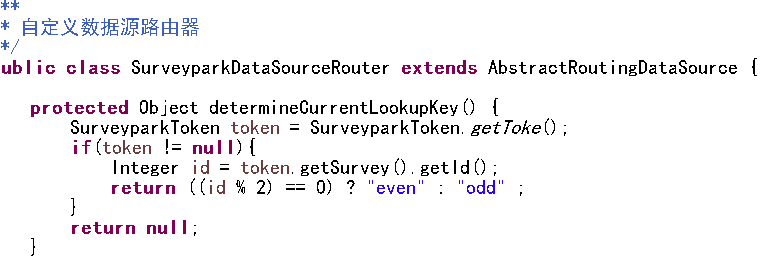 **
* 自定义数据源路由器
*/
ublic class SurveyparkDataSourceRouter extends AbstractRoutingDataSource {
protected Object determineCurrentLookupKey() {
SurveyparkToken token = SurveyparkToken.getToke();
if(token != null){
Integer id = token.getSurvey().getId();
return ((id % 2) == 0) ? "even" : "odd" ;
}
return null;
}